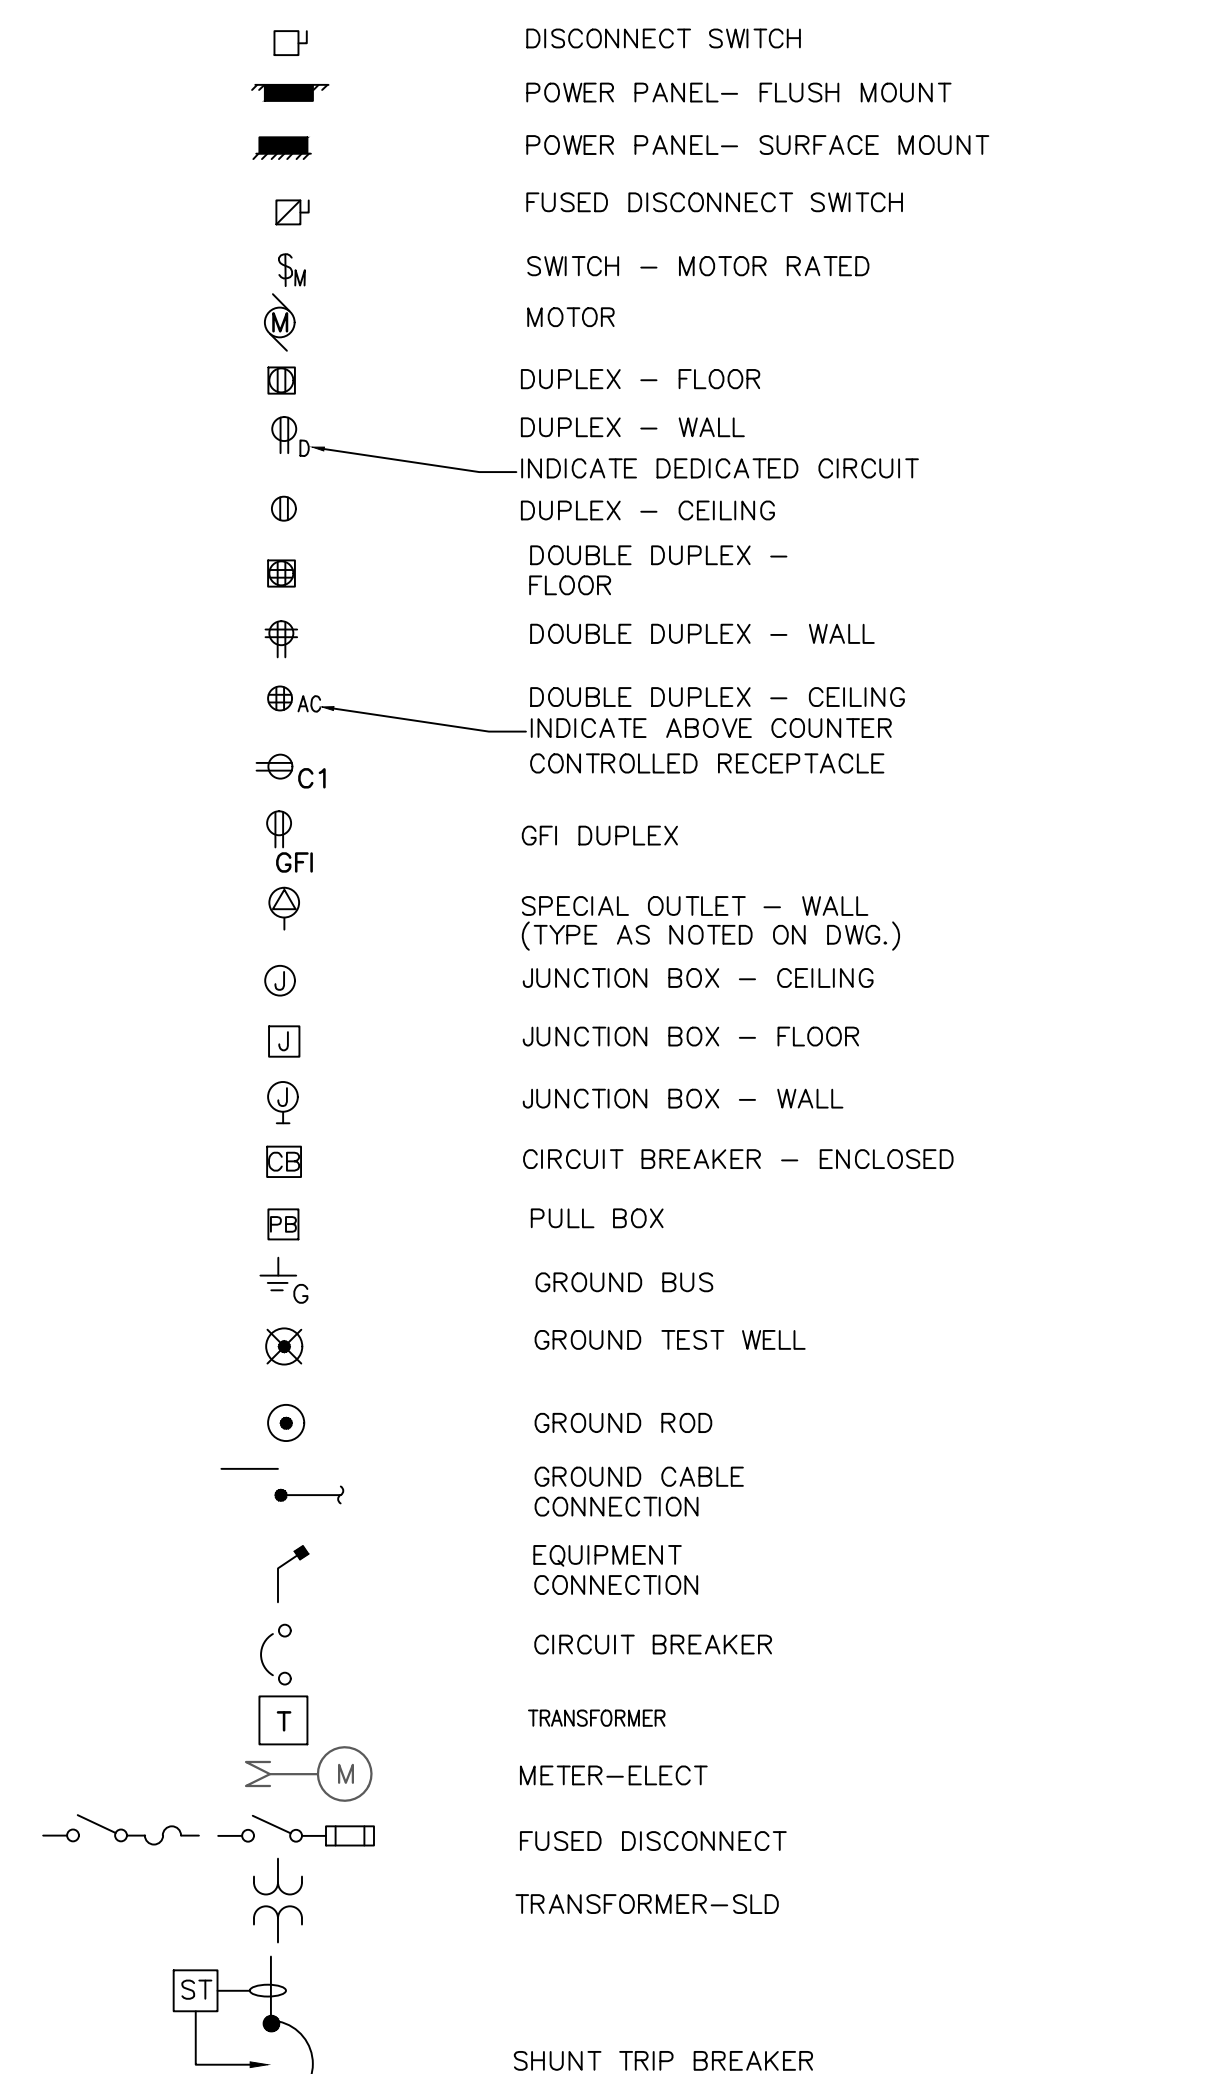 DISCONNECT SWITCH
POWER PANEL– FLUSH MOUNT
POWER PANEL– SURFACE MOUNT
FUSED DISCONNECT SWITCH
$M SWITCH – MOTOR RATED
M MOTOR
DUPLEX – FLOOR
DUPLEX – WALL
D
INDICATE DEDICATED CIRCUIT
DUPLEX – CEILING
DOUBLE DUPLEX –
FLOOR
DOUBLE DUPLEX – WALL
AC DOUBLE DUPLEX – CEILING
INDICATE ABOVE COUNTER
C1 CONTROLLED RECEPTACLE
GFI DUPLEX
GFI
SPECIAL OUTLET – WALL
(TYPE AS NOTED ON DWG.)
J JUNCTION BOX – CEILING
J JUNCTION BOX – FLOOR
J JUNCTION BOX – WALL
CB CIRCUIT BREAKER – ENCLOSED
PB PULL BOX
G GROUND BUS
GROUND TEST WELL
GROUND ROD
GROUND CABLE
CONNECTION
EQUIPMENT
CONNECTION
CIRCUIT BREAKER
T TRANSFORMER
M METER–ELECT
FUSED DISCONNECT
TRANSFORMER–SLD
ST
SHUNT TRIP BREAKER